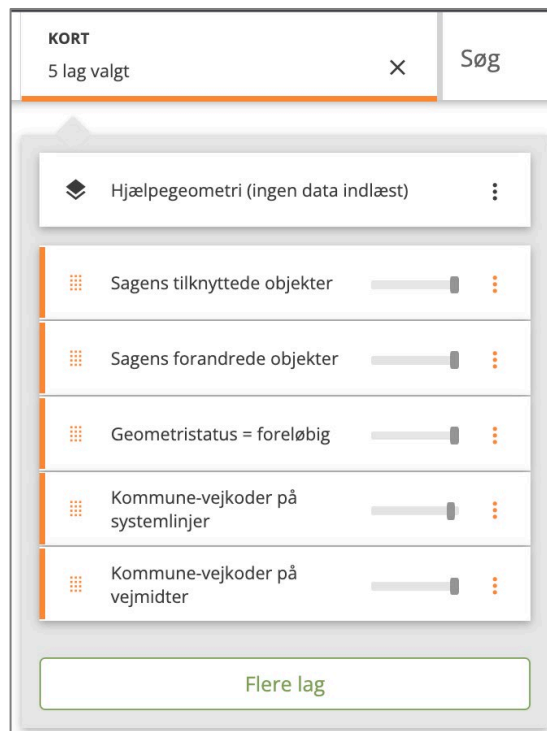 KORT
5 lag valgt
Søg
Hjælpegeometri (ingen data indlæst)
Sagens tilknyttede objekter
Sagens forandrede objekter
Geometristatus = foreløbig
Kommune-vejkoder på
systemlinjer
Kommune-vejkoder på
vejmidter
Flere lag